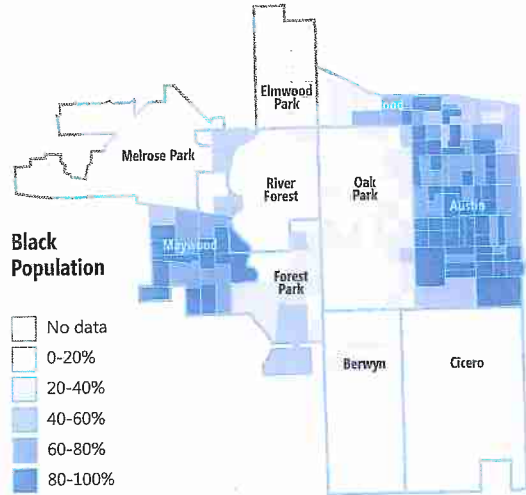 Elmwood
Park
ood
Melrose Park
River
Forest
Oak
Park
Austin
Maywood
Black
Population
Forest
Park
No data
0-20%
20-40%
40-60%
60-80%
80-100%
Berwyn
Cicero